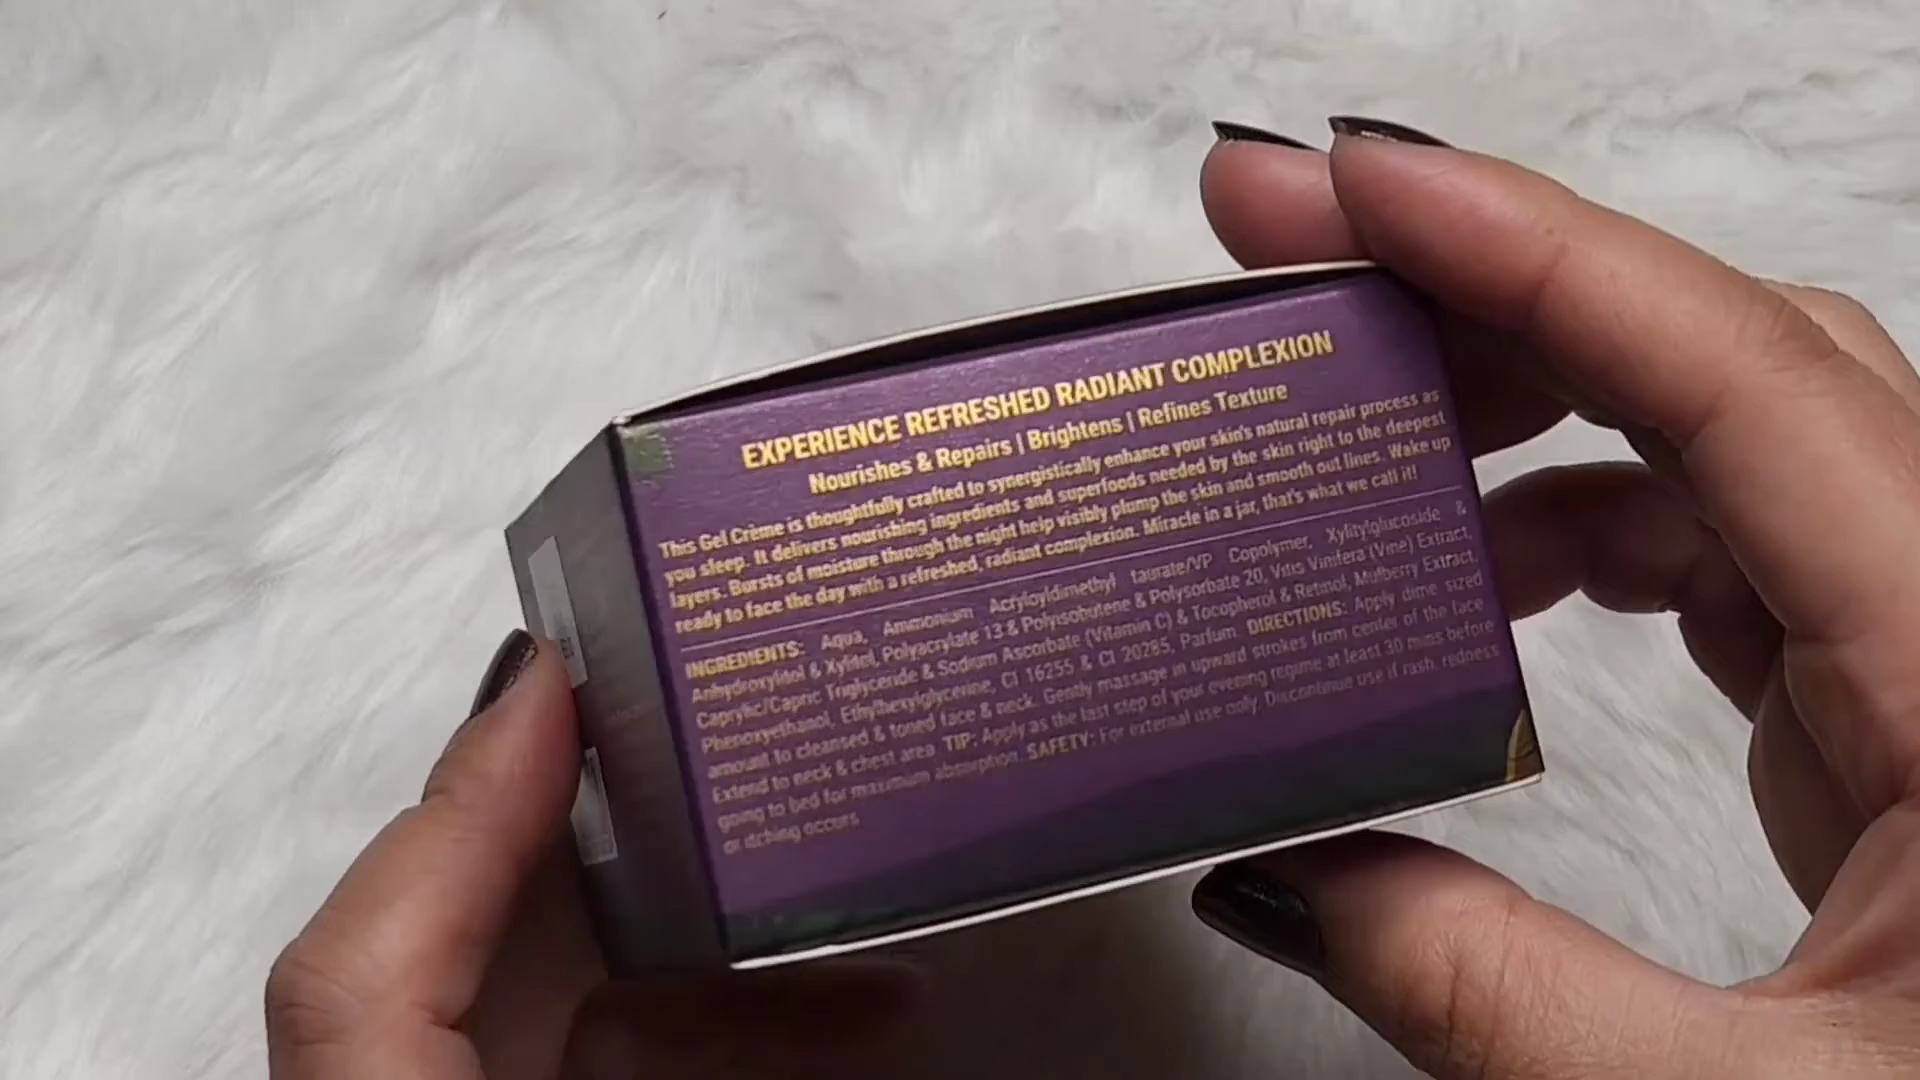 EXPERIENCE REFRESHED RADIANT COMPLEXION
Nourishes & Repairs | Brightens | Refines Texture
This Gel Crème is thoughtfully crafted to synergistically enhance your skin's natural repair process as
you sleep. It delivers nourishing ingredients and superfoods needed by the skin right to the deepest
layers. Bursts of moisture through the night help visibly plump the skin and smooth out lines. Wake up
ready to face the day with a refreshed, radiant complexion. Miracle in a jar, that's what we call it!
INGREDIENTS: Aqua, Ammonium Acryloyldimethyl taurate/VP Copolymer, Xylitylglucoside &
Anhydroxylitol & Xylitol, Polyacrylate 13 & Polyisobutene & Polysorbate 20, Vitis Vinifera (Vine) Extract,
Caprylic/Capric Triglyceride & Sodium Ascorbate (Vitamin C) & Tocopherol & Retinol, Mulberry Extract,
Phenoxyethanol, Ethylhexylglycerine, CI 16255 & CI 20285, Parfum. DIRECTIONS: Apply dime sized
amount to cleansed & toned face & neck. Gently massage in upward strokes from center of the face
Extend to neck & chest area. TIP: Apply as the last step of your evening regime at least 30 mins before
going to bed for maximum absorption. SAFETY: For external use only. Discontinue use if rash, redness
or itching occurs.